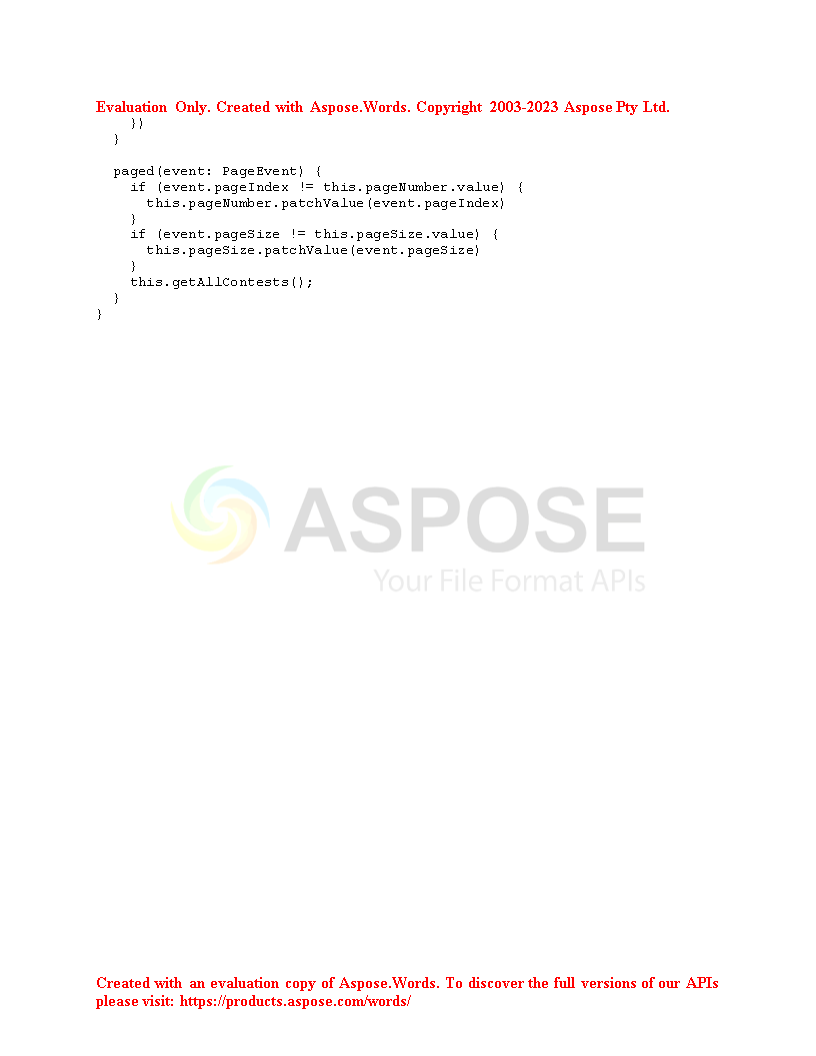 Evaluation Only. Created with Aspose.Words. Copyright 2003-2023 Aspose Pty Ltd.
    })
  }

  paged(event: PageEvent) {
    if (event.pageIndex != this.pageNumber.value) {
      this.pageNumber.patchValue(event.pageIndex)
    }
    if (event.pageSize != this.pageSize.value) {
      this.pageSize.patchValue(event.pageSize)
    }
    this.getAllContests();
  }
}
ASPOSE
Your File Format APIs
Created with an evaluation copy of Aspose.Words. To discover the full versions of our APIs
please visit: https://products.aspose.com/words/